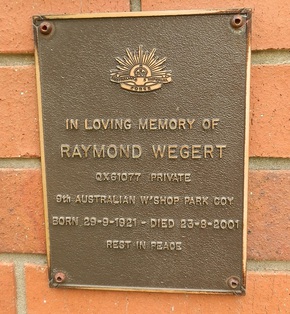 IN LOVING MEMORY OF
RAYMOND WEGERT
QX61077 PRIVATE
9th AUSTRALIAN W'SHOP PARK COY
BORN 29-9-1921 - DIED 23-8-2001
REST IN PEACE